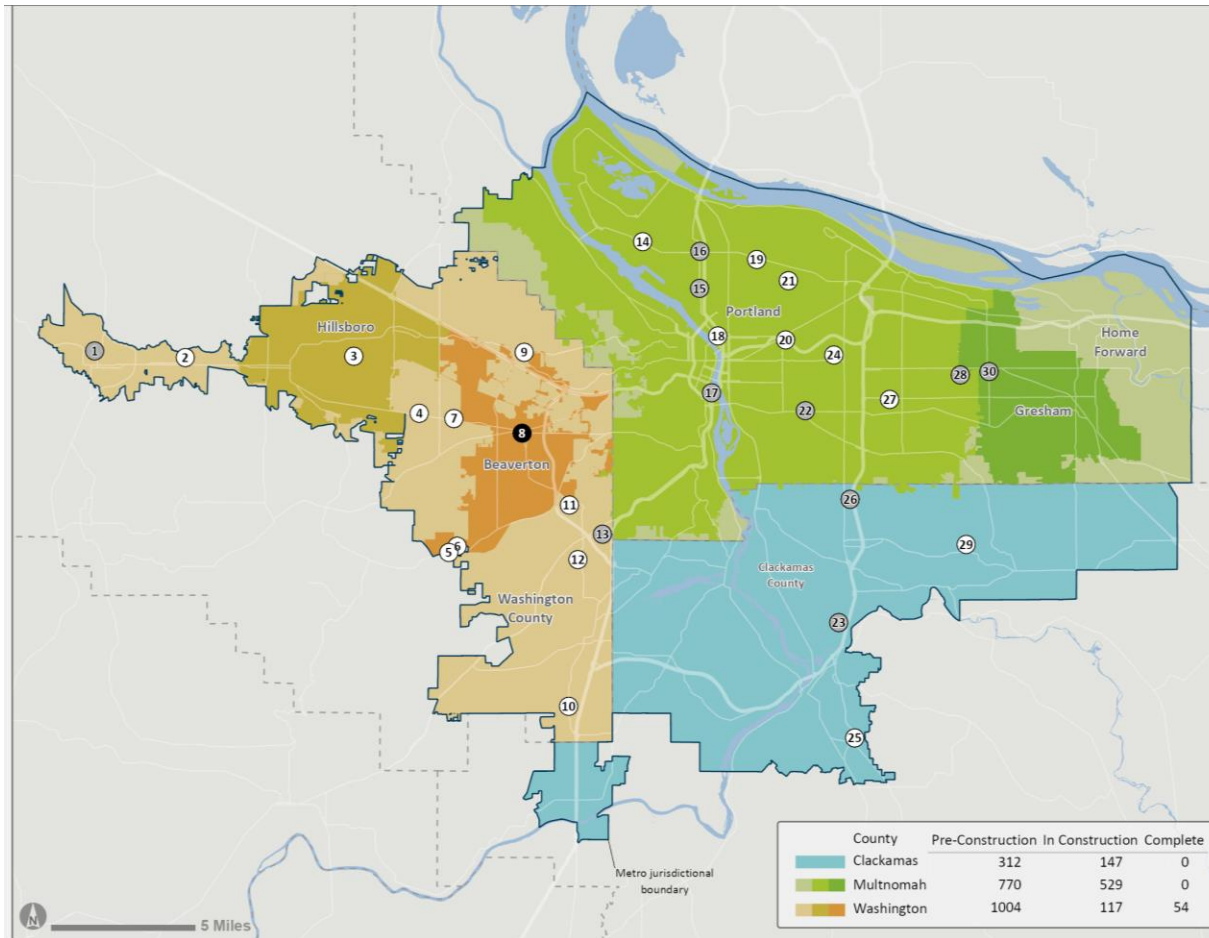 14
16
19
21
15
Portland
Home
Forward
Hillsboro
18
1
2
3
9
20
24
28
30
4
7
17
22
27
Gresham
8
Beaverton
11
26
13
6
5
12
29
Clackamas
County
Washington
County
23
10
25
Metro jurisdictional
boundary
County Pre-Construction In Construction Complete
Clackamas 312 147 0
Multnomah 770 529 0
Washington 1004 117 54
N 5 Miles